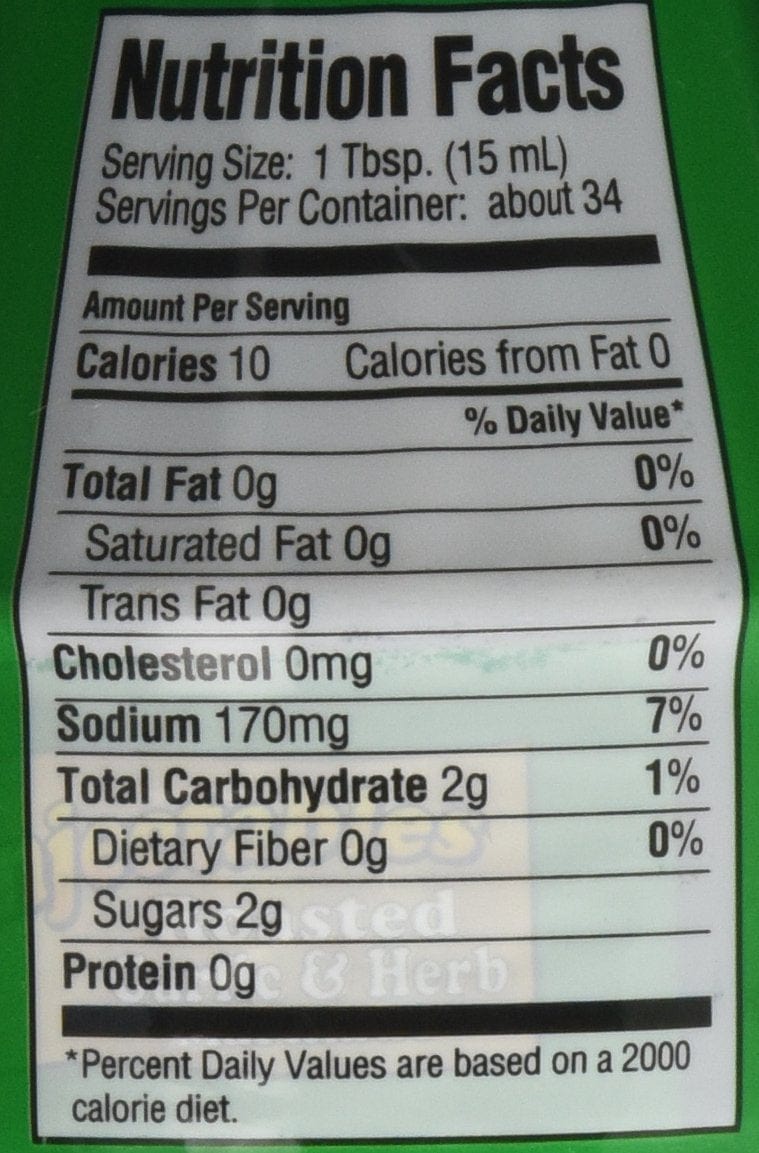 Nutrition Facts
Serving Size: 1 Tbsp. (15 mL)
Servings Per Container: about 34
Amount Per Serving
Calories 10 Calories from Fat 0
% Daily Value*
Total Fat 0g 0%
Saturated Fat 0g 0%
Trans Fat 0g
Cholesterol 0mg 0%
Sodium 170mg 7%
Total Carbohydrate 2g 1%
Dietary Fiber 0g 0%
Sugars 2g
Protein 0g
& Herb
*Percent Daily Values are based on a 2000
calorie diet.